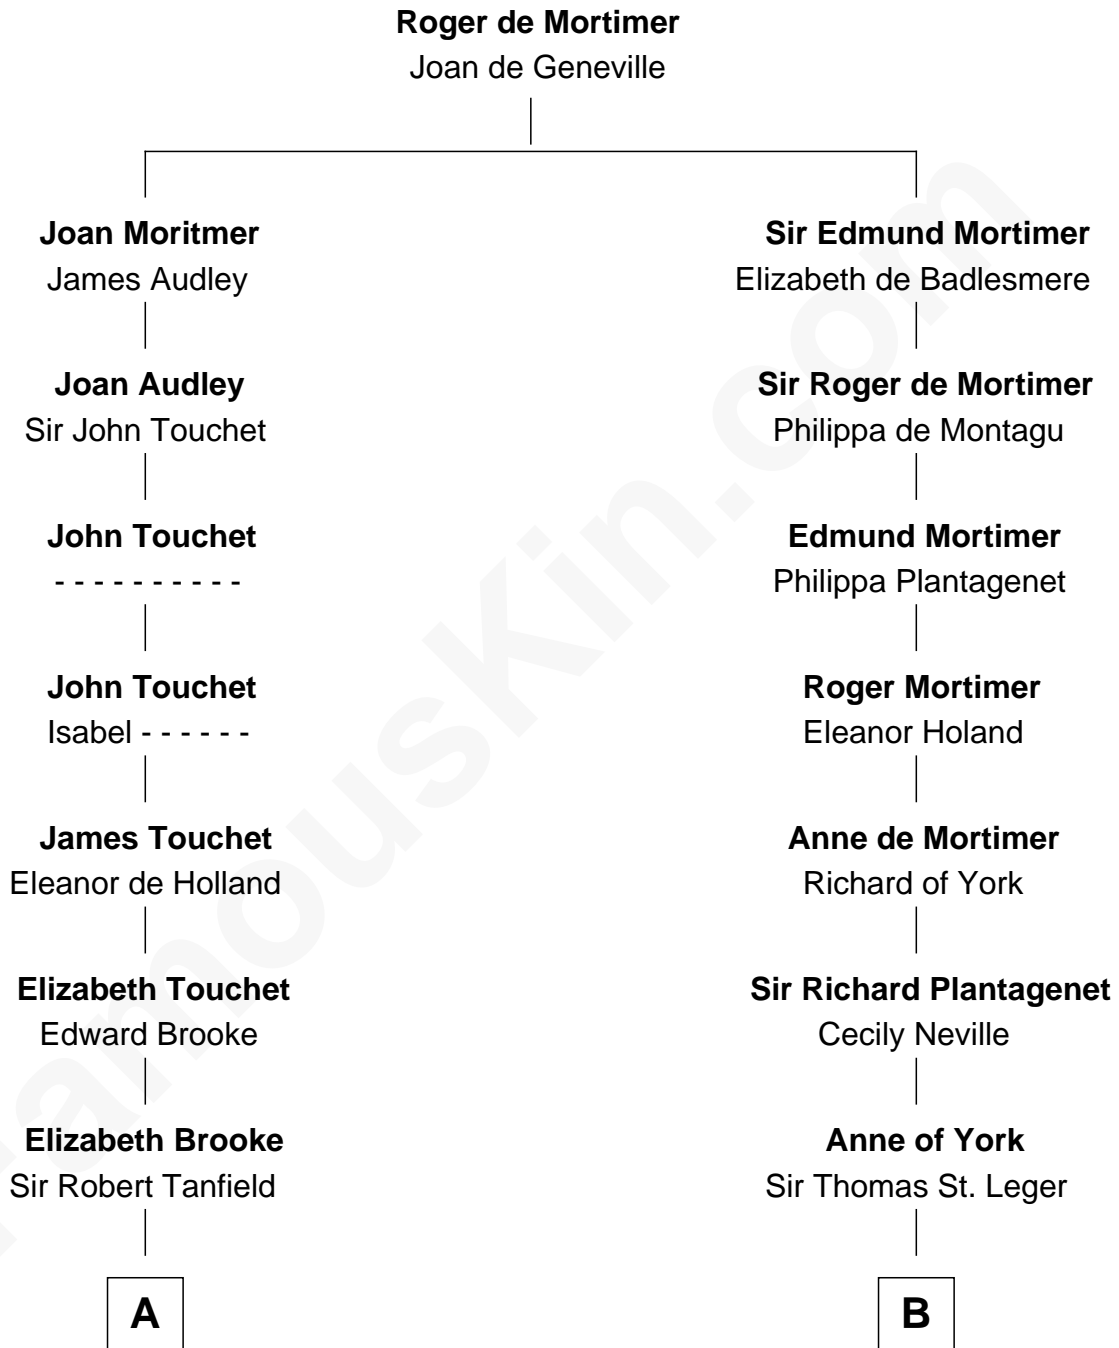 Roger de Mortimer
Joan de Geneville
Joan Moritmer
James Audley
Sir Edmund Mortimer
Elizabeth de Badlesmere
Joan Audley
Sir John Touchet
Sir Roger de Mortimer
Philippa de Montagu
John Touchet
- - - - - - - - - -
Edmund Mortimer
Philippa Plantagenet
John Touchet
Isabel - - - - - -
Roger Mortimer
Eleanor Holand
James Touchet
Eleanor de Holland
Anne de Mortimer
Richard of York
Elizabeth Touchet
Edward Brooke
Sir Richard Plantagenet
Cecily Neville
Elizabeth Brooke
Sir Robert Tanfield
Anne of York
Sir Thomas St. Leger
A
B
FamousKin.com